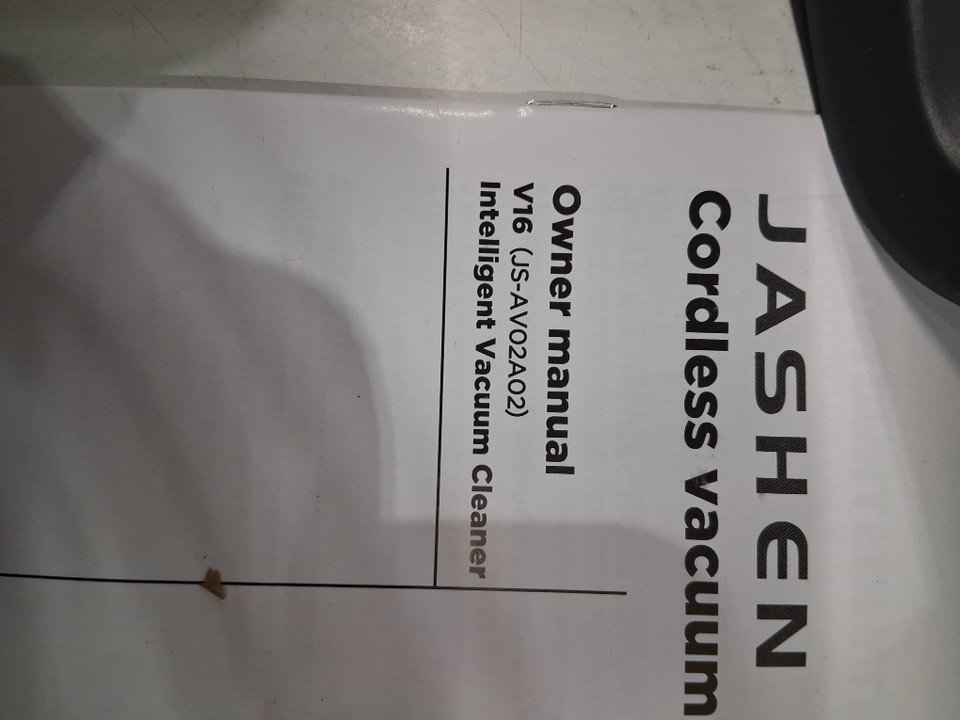 JASHEN
Cordless vacuum
Owner manual
V16 (JS-AV02A02)
Intelligent Vacuum Cleaner